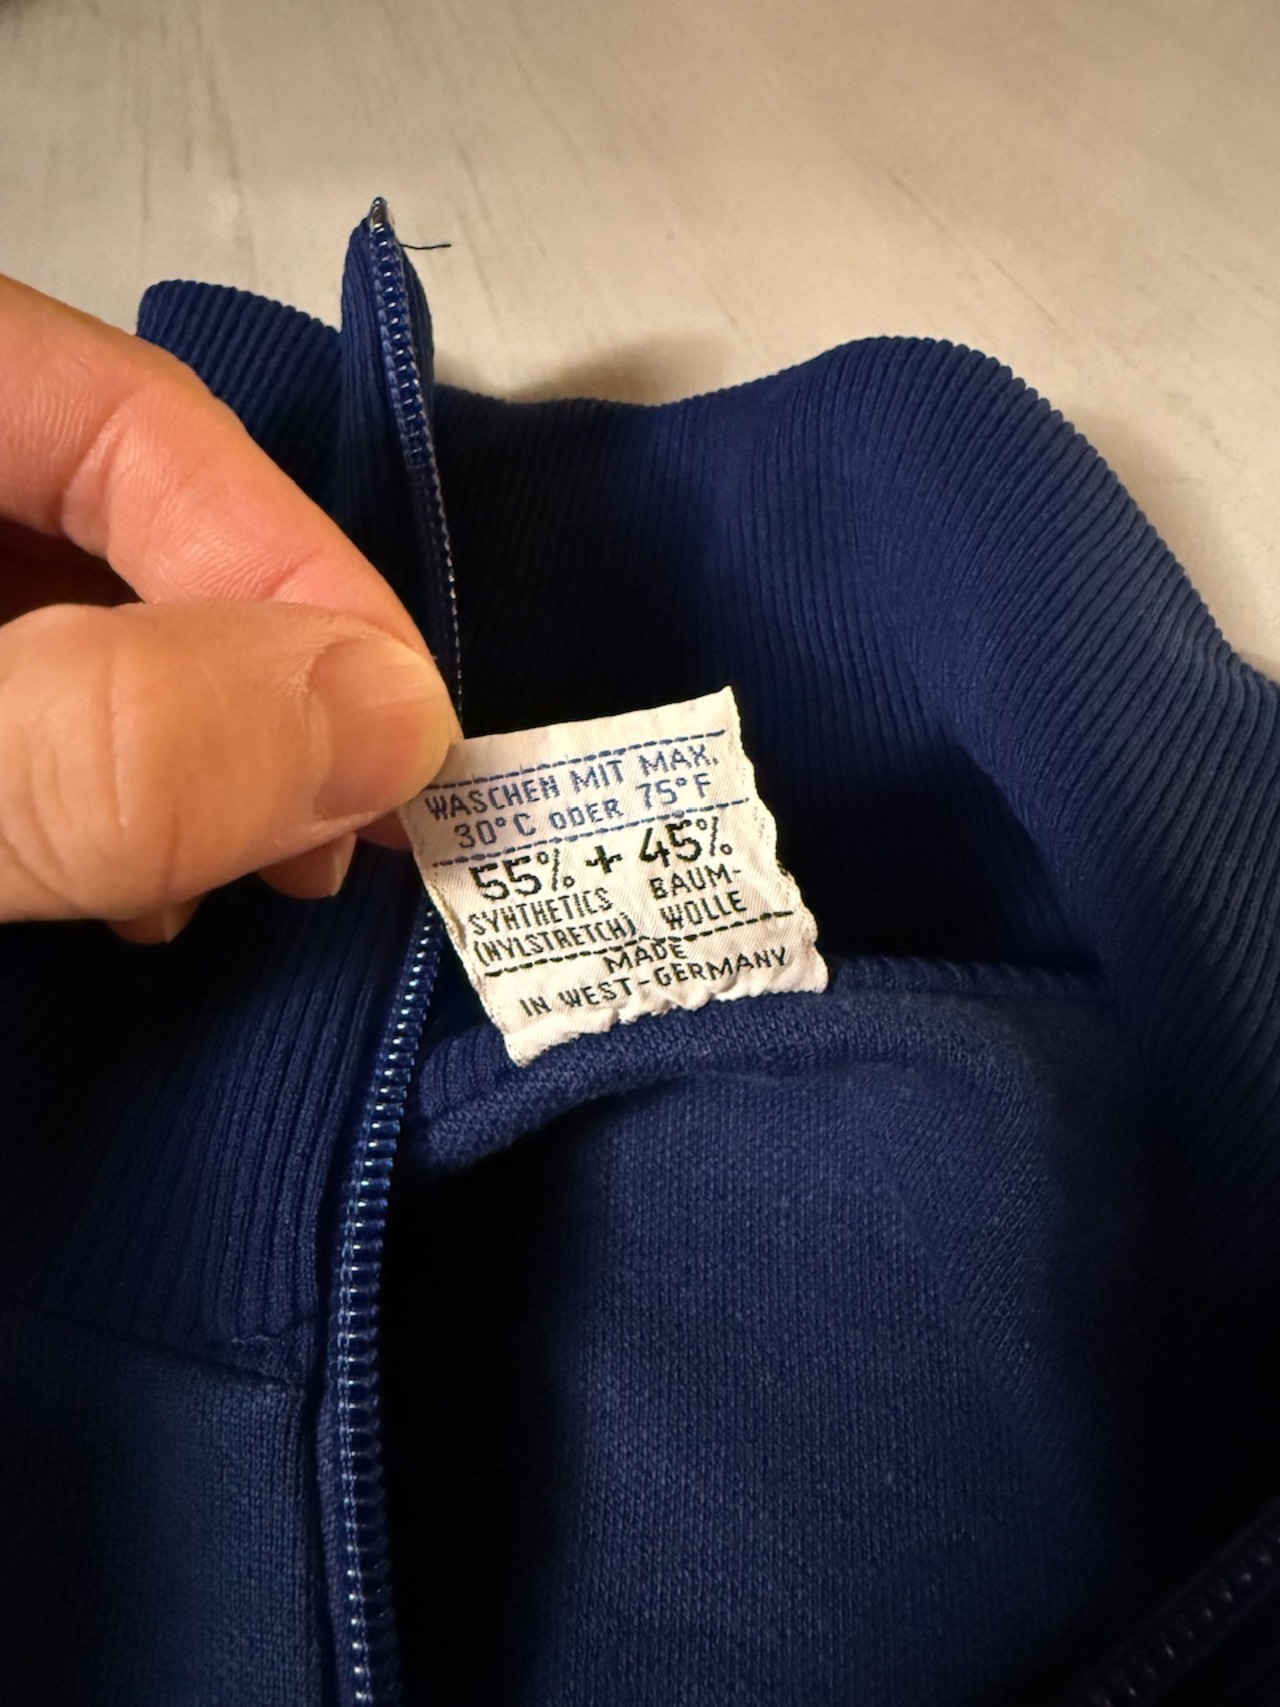 WASCHEN MIT MAX.
30°C ODER 75°F
55% + 45%
SYNTHETICS BAUM-
(NYLSTRETCH) WOLLE
MADE
IN WEST-GERMANY